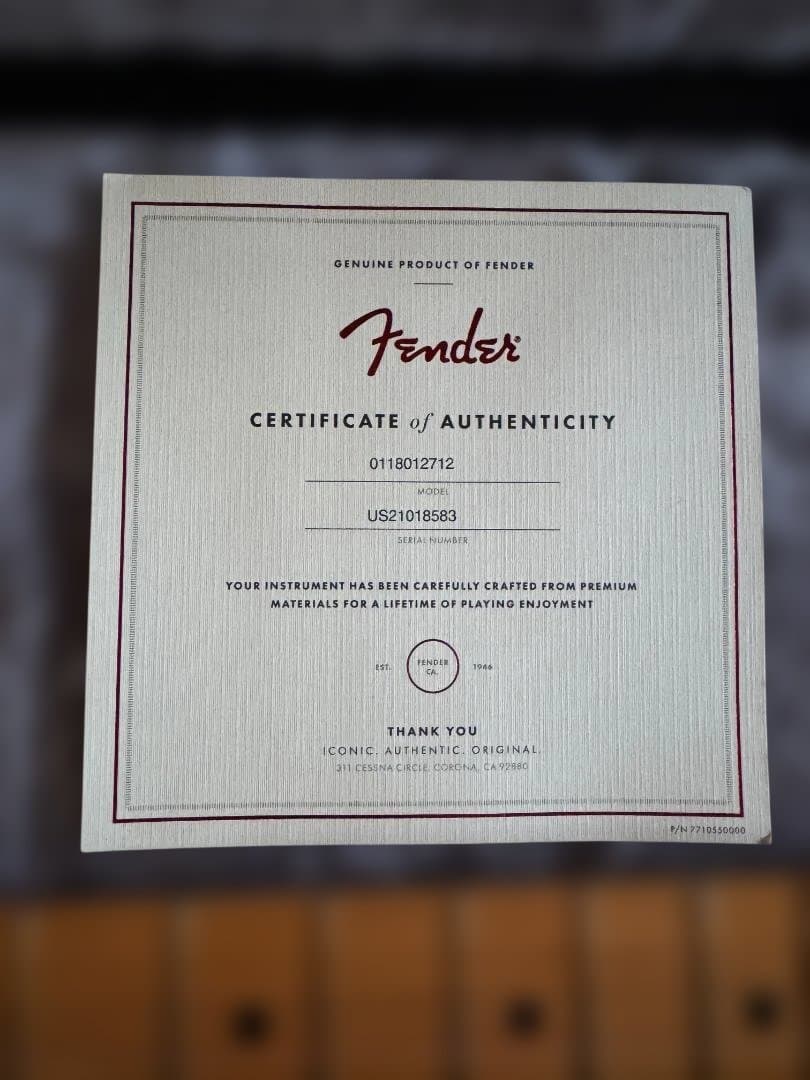 GENUINE PRODUCT OF FENDER
Fender®
CERTIFICATE of AUTHENTICITY
0118012712
MODEL
US21018583
SERIAL NUMBER
YOUR INSTRUMENT HAS BEEN CAREFULLY CRAFTED FROM PREMIUM
MATERIALS FOR A LIFETIME OF PLAYING ENJOYMENT
EST. FENDER CA. 1946
THANK YOU
ICONIC. AUTHENTIC. ORIGINAL.
311 CESSNA CIRCLE, CORONA, CA 92880
P/N 7710550000